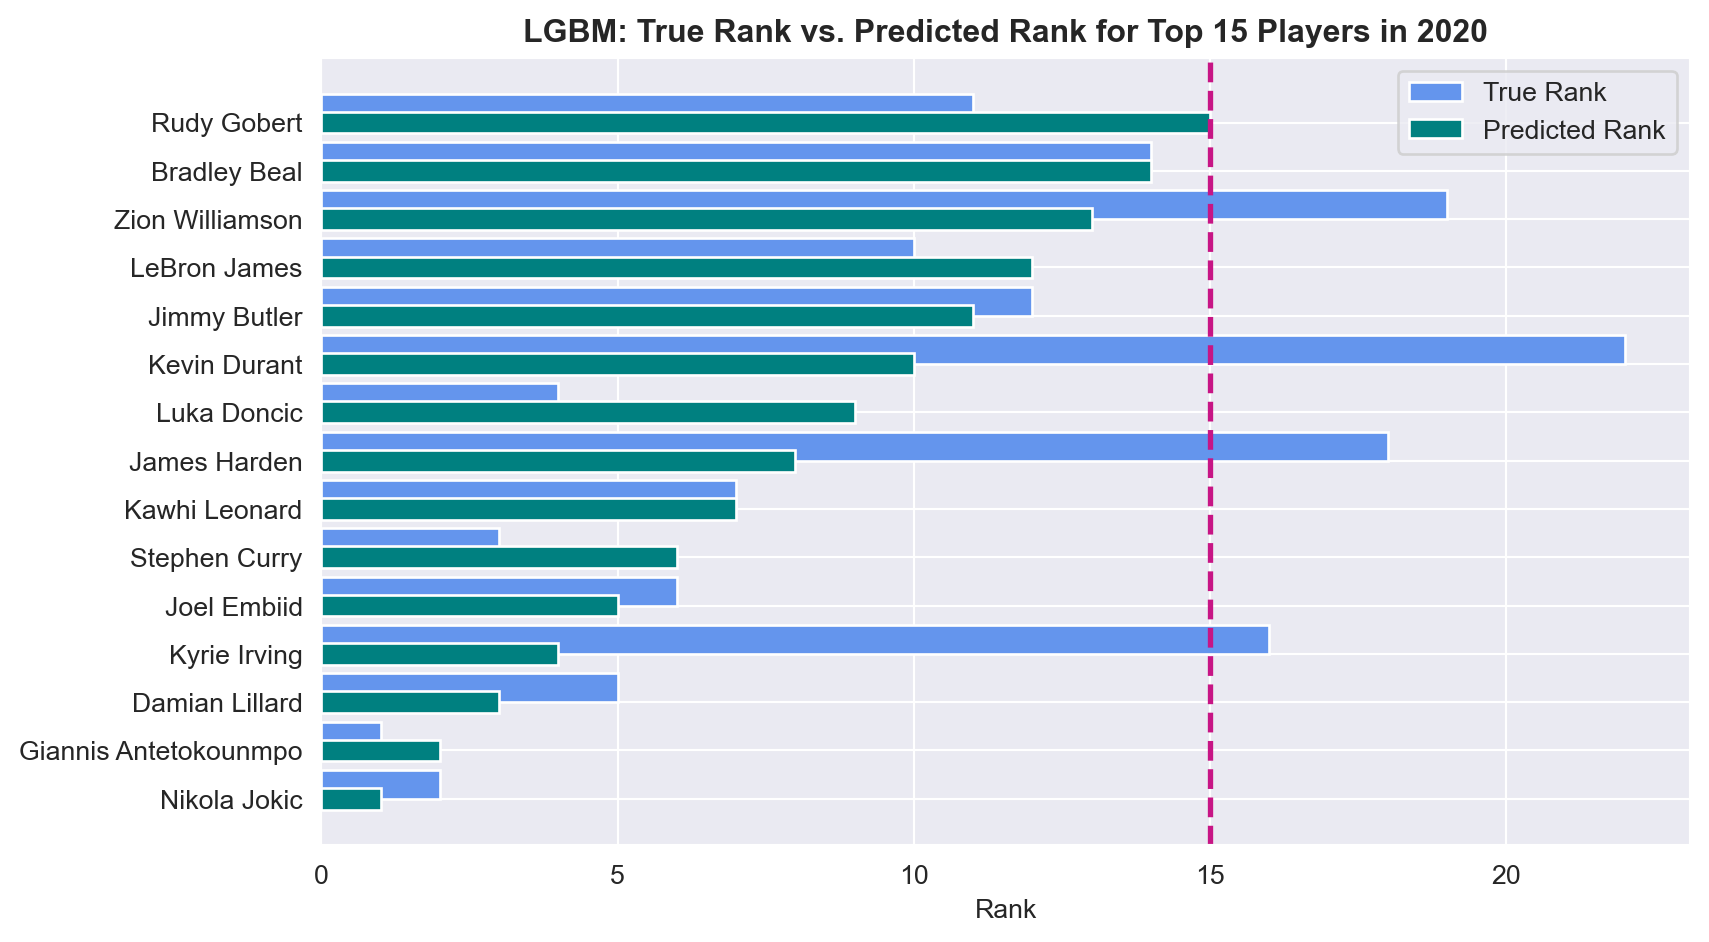 LGBM: True Rank vs. Predicted Rank for Top 15 Players in 2020
True Rank
Predicted Rank
Rudy Gobert
Bradley Beal
Zion Williamson
LeBron James
Jimmy Butler
Kevin Durant
Luka Doncic
James Harden
Kawhi Leonard
Stephen Curry
Joel Embiid
Kyrie Irving
Damian Lillard
Giannis Antetokounmpo
Nikola Jokic
0 5 10 15 20
Rank